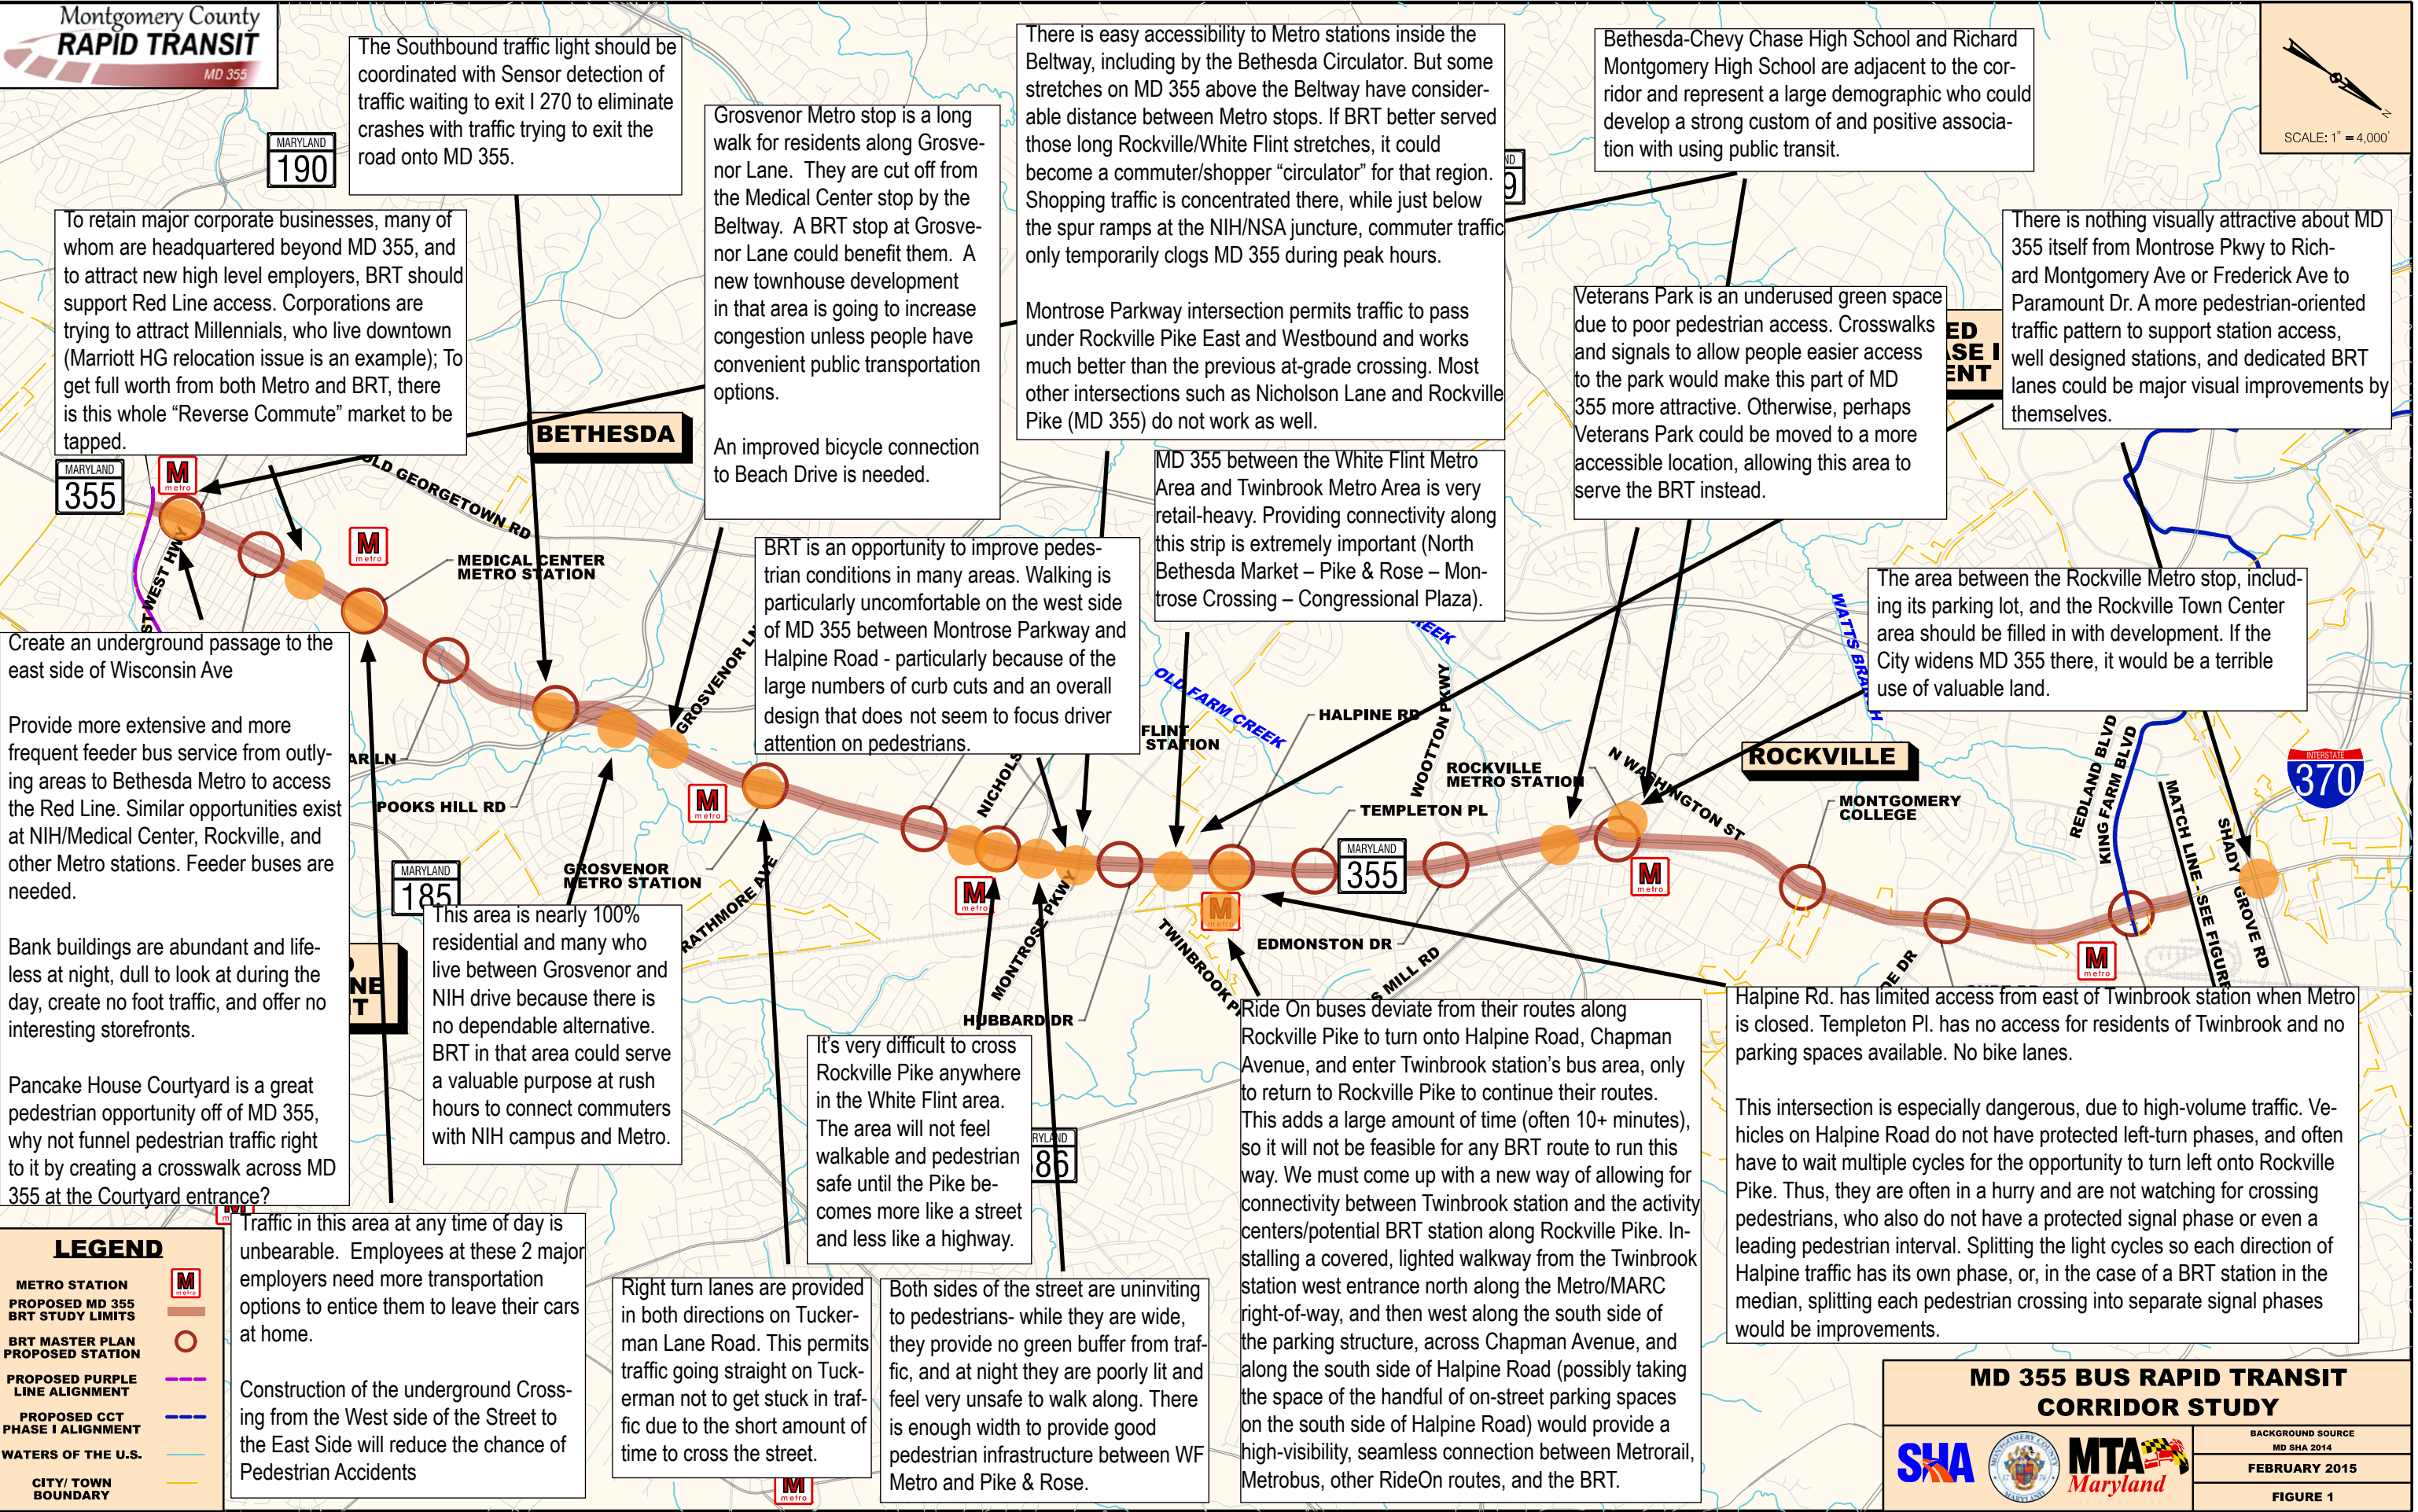 Montgomery County
RAPID TRANSIT
MD 355
MARYLAND
190
The Southbound traffic light should be
coordinated with Sensor detection of
traffic waiting to exit I 270 to eliminate
crashes with traffic trying to exit the
road onto MD 355.
Grosvenor Metro stop is a long
walk for residents along Grosve-
nor Lane. They are cut off from
the Medical Center stop by the
Beltway. A BRT stop at Grosve-
nor Lane could benefit them. A
new townhouse development
in that area is going to increase
congestion unless people have
convenient public transportation
options.
An improved bicycle connection
to Beach Drive is needed.
There is easy accessibility to Metro stations inside the
Beltway, including by the Bethesda Circulator. But some
stretches on MD 355 above the Beltway have consider-
able distance between Metro stops. If BRT better served
those long Rockville/White Flint stretches, it could
become a commuter/shopper “circulator” for that region.
Shopping traffic is concentrated there, while just below
the spur ramps at the NIH/NSA juncture, commuter traffic
only temporarily clogs MD 355 during peak hours.
Montrose Parkway intersection permits traffic to pass
under Rockville Pike East and Westbound and works
much better than the previous at-grade crossing. Most
other intersections such as Nicholson Lane and Rockville
Pike (MD 355) do not work as well.
Bethesda-Chevy Chase High School and Richard
Montgomery High School are adjacent to the cor-
ridor and represent a large demographic who could
develop a strong custom of and positive associa-
tion with using public transit.
N
SCALE: 1" = 4,000'
To retain major corporate businesses, many of
whom are headquartered beyond MD 355, and
to attract new high level employers, BRT should
support Red Line access. Corporations are
trying to attract Millennials, who live downtown
(Marriott HG relocation issue is an example); To
get full worth from both Metro and BRT, there
is this whole “Reverse Commute” market to be
tapped.
ND
9
Veterans Park is an underused green space
due to poor pedestrian access. Crosswalks
and signals to allow people easier access
to the park would make this part of MD
355 more attractive. Otherwise, perhaps
Veterans Park could be moved to a more
accessible location, allowing this area to
serve the BRT instead.
ED
ASE I
ENT
There is nothing visually attractive about MD
355 itself from Montrose Pkwy to Rich-
ard Montgomery Ave or Frederick Ave to
Paramount Dr. A more pedestrian-oriented
traffic pattern to support station access,
well designed stations, and dedicated BRT
lanes could be major visual improvements by
themselves.
BETHESDA
MARYLAND
355
M
metro
OLD GEORGETOWN RD
MD 355 between the White Flint Metro
Area and Twinbrook Metro Area is very
retail-heavy. Providing connectivity along
this strip is extremely important (North
Bethesda Market – Pike & Rose – Mon-
trose Crossing – Congressional Plaza).
M
metro
MEDICAL CENTER
METRO STATION
ST WEST HWY
BRT is an opportunity to improve pedes-
trian conditions in many areas. Walking is
particularly uncomfortable on the west side
of MD 355 between Montrose Parkway and
Halpine Road - particularly because of the
large numbers of curb cuts and an overall
design that does not seem to focus driver
attention on pedestrians.
REEK
OLD FARM CREEK
WATTS BRANCH
The area between the Rockville Metro stop, includ-
ing its parking lot, and the Rockville Town Center
area should be filled in with development. If the
City widens MD 355 there, it would be a terrible
use of valuable land.
Create an underground passage to the
east side of Wisconsin Ave
Provide more extensive and more
frequent feeder bus service from outly-
ing areas to Bethesda Metro to access
the Red Line. Similar opportunities exist
at NIH/Medical Center, Rockville, and
other Metro stations. Feeder buses are
needed.
Bank buildings are abundant and life-
less at night, dull to look at during the
day, create no foot traffic, and offer no
interesting storefronts.
Pancake House Courtyard is a great
pedestrian opportunity off of MD 355,
why not funnel pedestrian traffic right
to it by creating a crosswalk across MD
355 at the Courtyard entrance?
AR LN
POOKS HILL RD
GROSVENOR LN
M
metro
GROSVENOR
METRO STATION
RATHMORE AVE
NICHOLS
FLINT
STATION
HALPINE RD
WOOTTON PKWY
ROCKVILLE
METRO STATION
N WASHINGTON ST
TEMPLETON PL
MARYLAND
355
ROCKVILLE
MONTGOMERY
COLLEGE
REDLAND BLVD
KING FARM BLVD
MATCH LINE - SEE FIGURE
SHADY GROVE RD
INTERSTATE
370
M
metro
MONTROSE PKWY
HUBBARD DR
M
metro
TWINBROOK P
EDMONSTON DR
S MILL RD
M
metro
DE DR
M
metro
MARYLAND
185
NE
T
This area is nearly 100%
residential and many who
live between Grosvenor and
NIH drive because there is
no dependable alternative.
BRT in that area could serve
a valuable purpose at rush
hours to connect commuters
with NIH campus and Metro.
It’s very difficult to cross
Rockville Pike anywhere
in the White Flint area.
The area will not feel
walkable and pedestrian
safe until the Pike be-
comes more like a street
and less like a highway.
RYLAND
86
Ride On buses deviate from their routes along
Rockville Pike to turn onto Halpine Road, Chapman
Avenue, and enter Twinbrook station’s bus area, only
to return to Rockville Pike to continue their routes.
This adds a large amount of time (often 10+ minutes),
so it will not be feasible for any BRT route to run this
way. We must come up with a new way of allowing for
connectivity between Twinbrook station and the activity
centers/potential BRT station along Rockville Pike. In-
stalling a covered, lighted walkway from the Twinbrook
station west entrance north along the Metro/MARC
right-of-way, and then west along the south side of
the parking structure, across Chapman Avenue, and
along the south side of Halpine Road (possibly taking
the space of the handful of on-street parking spaces
on the south side of Halpine Road) would provide a
high-visibility, seamless connection between Metrorail,
Metrobus, other RideOn routes, and the BRT.
Halpine Rd. has limited access from east of Twinbrook station when Metro
is closed. Templeton Pl. has no access for residents of Twinbrook and no
parking spaces available. No bike lanes.
This intersection is especially dangerous, due to high-volume traffic. Ve-
hicles on Halpine Road do not have protected left-turn phases, and often
have to wait multiple cycles for the opportunity to turn left onto Rockville
Pike. Thus, they are often in a hurry and are not watching for crossing
pedestrians, who also do not have a protected signal phase or even a
leading pedestrian interval. Splitting the light cycles so each direction of
Halpine traffic has its own phase, or, in the case of a BRT station in the
median, splitting each pedestrian crossing into separate signal phases
would be improvements.
Traffic in this area at any time of day is
unbearable. Employees at these 2 major
employers need more transportation
options to entice them to leave their cars
at home.
Construction of the underground Cross-
ing from the West side of the Street to
the East Side will reduce the chance of
Pedestrian Accidents
Right turn lanes are provided
in both directions on Tucker-
man Lane Road. This permits
traffic going straight on Tuck-
erman not to get stuck in traf-
fic due to the short amount of
time to cross the street.
M
metro
Both sides of the street are uninviting
to pedestrians- while they are wide,
they provide no green buffer from traf-
fic, and at night they are poorly lit and
feel very unsafe to walk along. There
is enough width to provide good
pedestrian infrastructure between WF
Metro and Pike & Rose.
LEGEND
METRO STATION
M
metro
PROPOSED MD 355
BRT STUDY LIMITS
BRT MASTER PLAN
PROPOSED STATION
PROPOSED PURPLE
LINE ALIGNMENT
PROPOSED CCT
PHASE I ALIGNMENT
WATERS OF THE U.S.
CITY/ TOWN
BOUNDARY
MD 355 BUS RAPID TRANSIT
CORRIDOR STUDY
SHA
MONTGOMERY COUNTY
MARYLAND
MTA
Maryland
BACKGROUND SOURCE
MD SHA 2014
FEBRUARY 2015
FIGURE 1